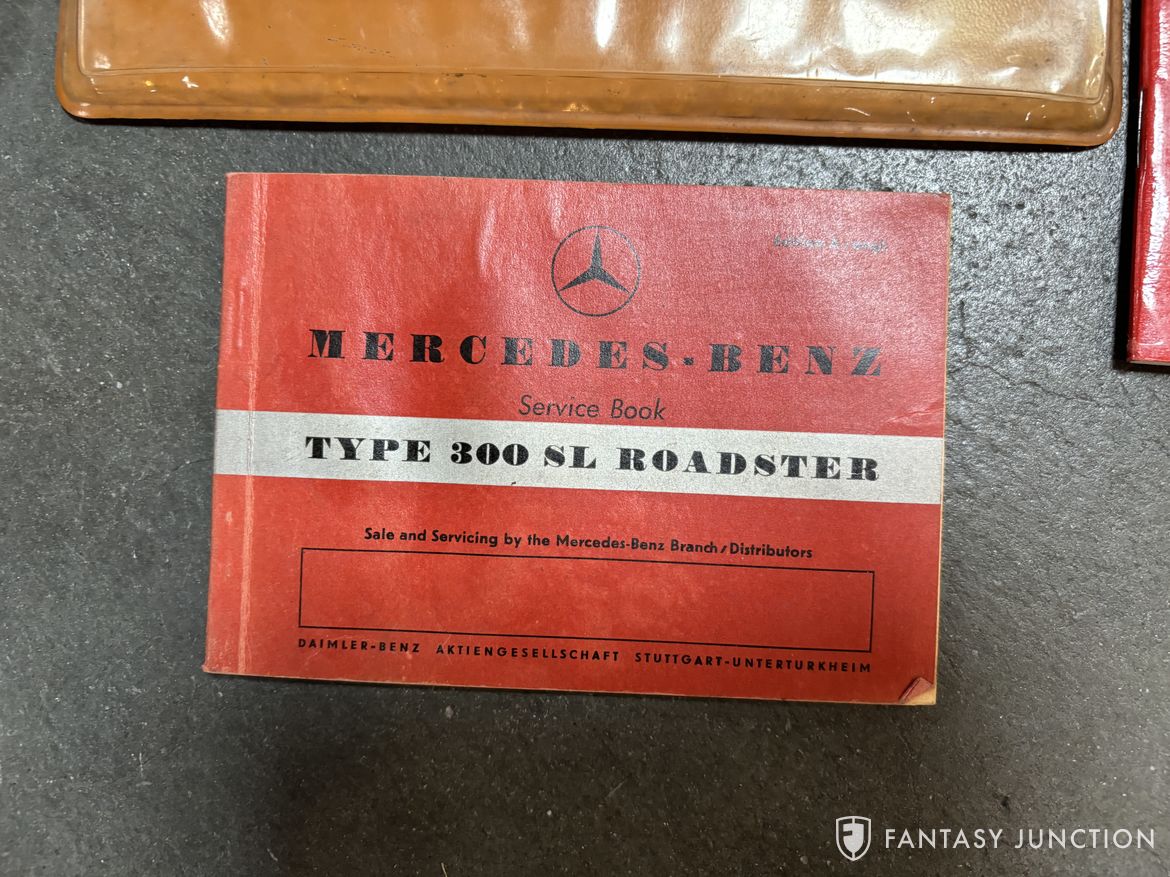 MERCEDES-BENZ
Service Book
TYPE 300 SL ROADSTER
Sale and Servicing by the Mercedes-Benz Branch/Distributors
DAIMLER-BENZ AKTIENGESELLSCHAFT STUTTGART-UNTERTURKHEIM
FANTASY JUNCTION